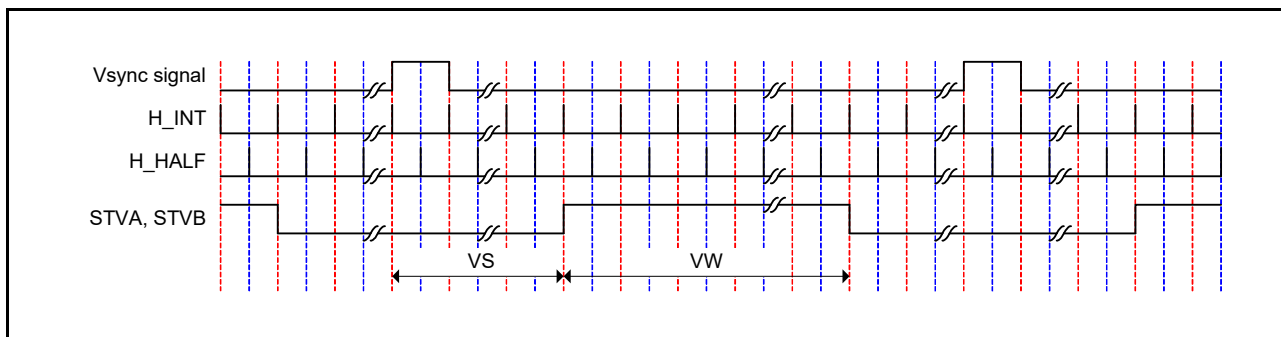 Vsync signal
H_INT
H_HALF
STVA, STVB
VS
VW